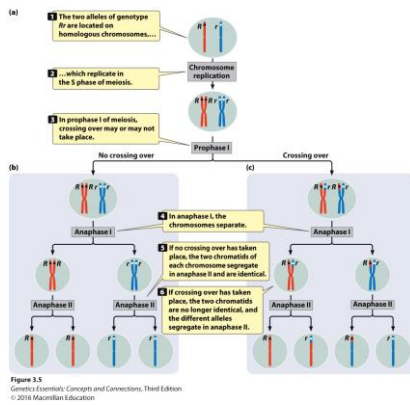 (a)
1 The two alleles of genotype
Rr are located on
homologous chromosomes,…
R r
Chromosome
replication
2 …which replicate in
the S phase of meiosis.
R R r r
3 In prophase I of meiosis,
crossing over may or may not
take place.
Prophase I
No crossing over
Crossing over
(b)
(c)
R R r r
R r R r
4 In anaphase I, the
chromosomes separate.
Anaphase I
Anaphase I
5 If no crossing over has taken
place, the two chromatids of
each chromosome segregate
in anaphase II and are identical.
R R
r r
R r
R r
6 If crossing over has taken
place, the two chromatids
are no longer identical, and
the different alleles
segregate in anaphase II.
Anaphase II
Anaphase II
Anaphase II
Anaphase II
R
R
r
r
R
r
R
r
Figure 3.5
Genetics Essentials: Concepts and Connections, Third Edition
© 2016 Macmillan Education